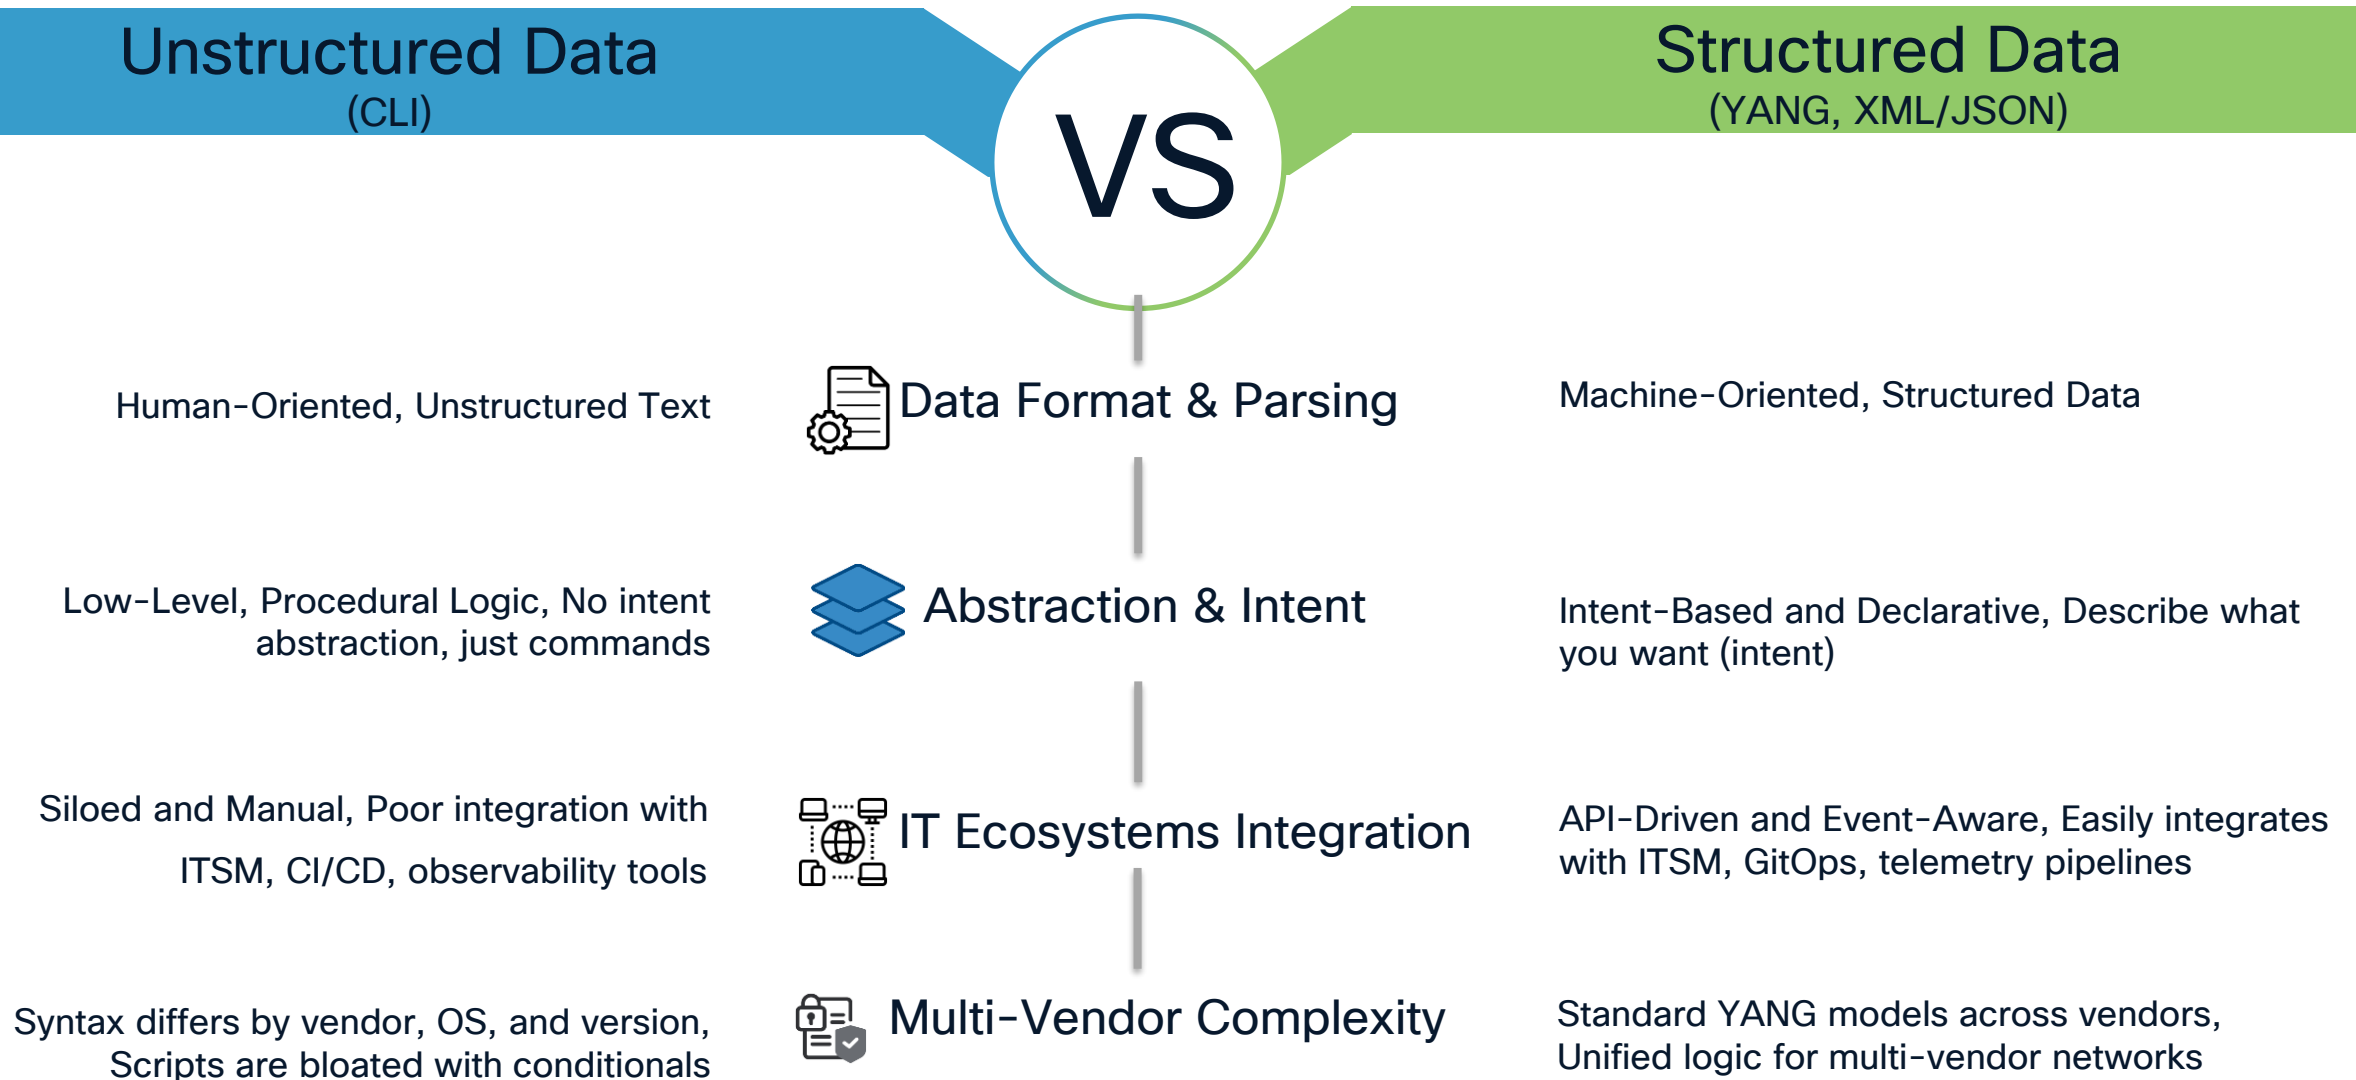 Unstructured Data
(CLI)
VS
Structured Data
(YANG, XML/JSON)
Human-Oriented, Unstructured Text
Data Format & Parsing
Machine-Oriented, Structured Data
Low-Level, Procedural Logic, No intent
abstraction, just commands
Abstraction & Intent
Intent-Based and Declarative, Describe what
you want (intent)
Siloed and Manual, Poor integration with
ITSM, CI/CD, observability tools
IT Ecosystems Integration
API-Driven and Event-Aware, Easily integrates
with ITSM, GitOps, telemetry pipelines
Syntax differs by vendor, OS, and version,
Scripts are bloated with conditionals
Multi-Vendor Complexity
Standard YANG models across vendors,
Unified logic for multi-vendor networks